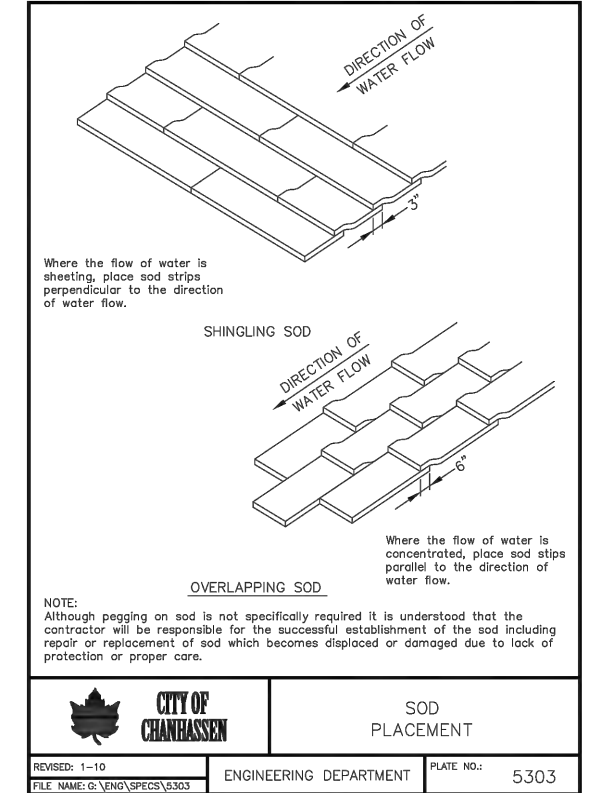 DIRECTION OF
WATER FLOW
3"
Where the flow of water is
sheeting, place sod strips
perpendicular to the direction
of water flow.
SHINGLING SOD
DIRECTION OF
WATER FLOW
6"
Where the flow of water is
concentrated, place sod stips
parallel to the direction of
water flow.
OVERLAPPING SOD
NOTE:
Although pegging on sod is not specifically required it is understood that the
contractor will be responsible for the successful establishment of the sod including
repair or replacement of sod which becomes displaced or damaged due to lack of
protection or proper care.
CITY OF
CHANHASSEN
SOD
PLACEMENT
REVISED: 1-10
FILE NAME: G:\ENG\SPECS\5303
ENGINEERING DEPARTMENT
PLATE NO.:
5303